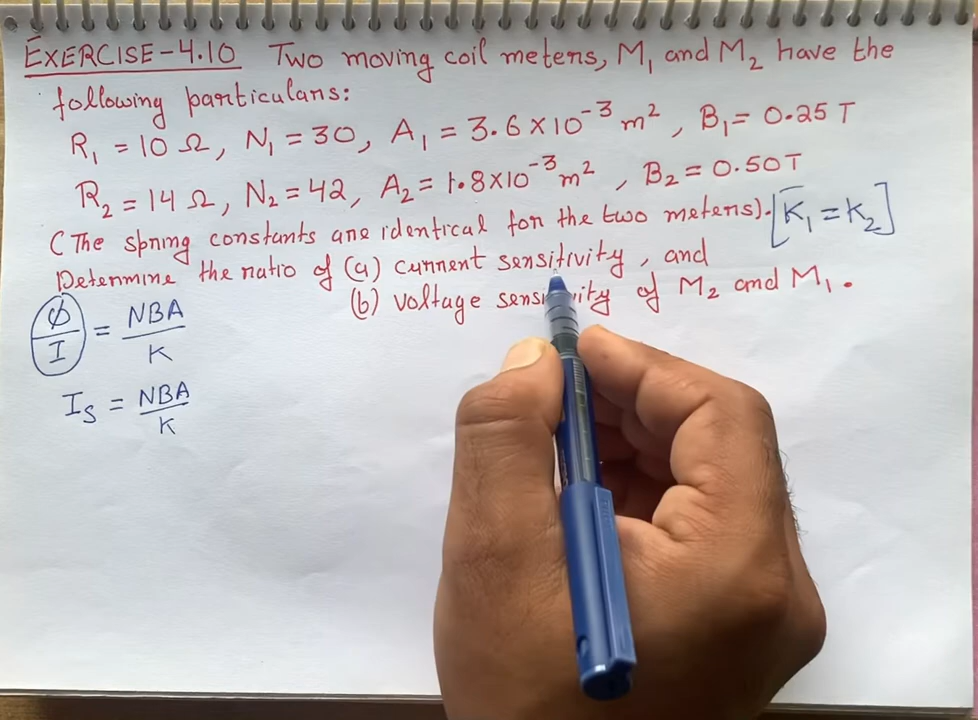 EXERCISE-4.10 Two moving coil meters, M₁ and M₂ have the
following particulars:
R₁ = 10 Ω, N₁ = 30, A₁ = 3.6 × 10⁻³ m², B₁ = 0.25 T
R₂ = 14 Ω, N₂ = 42, A₂ = 1.8×10⁻³ m², B₂ = 0.50 T
(The spring constants are identical for the two meters). [K₁ = K₂]
Determine the ratio of (a) current sensitivity, and
(b) voltage of M₂ and M₁.
Φ/I = NBA/K
I_S = NBA/K